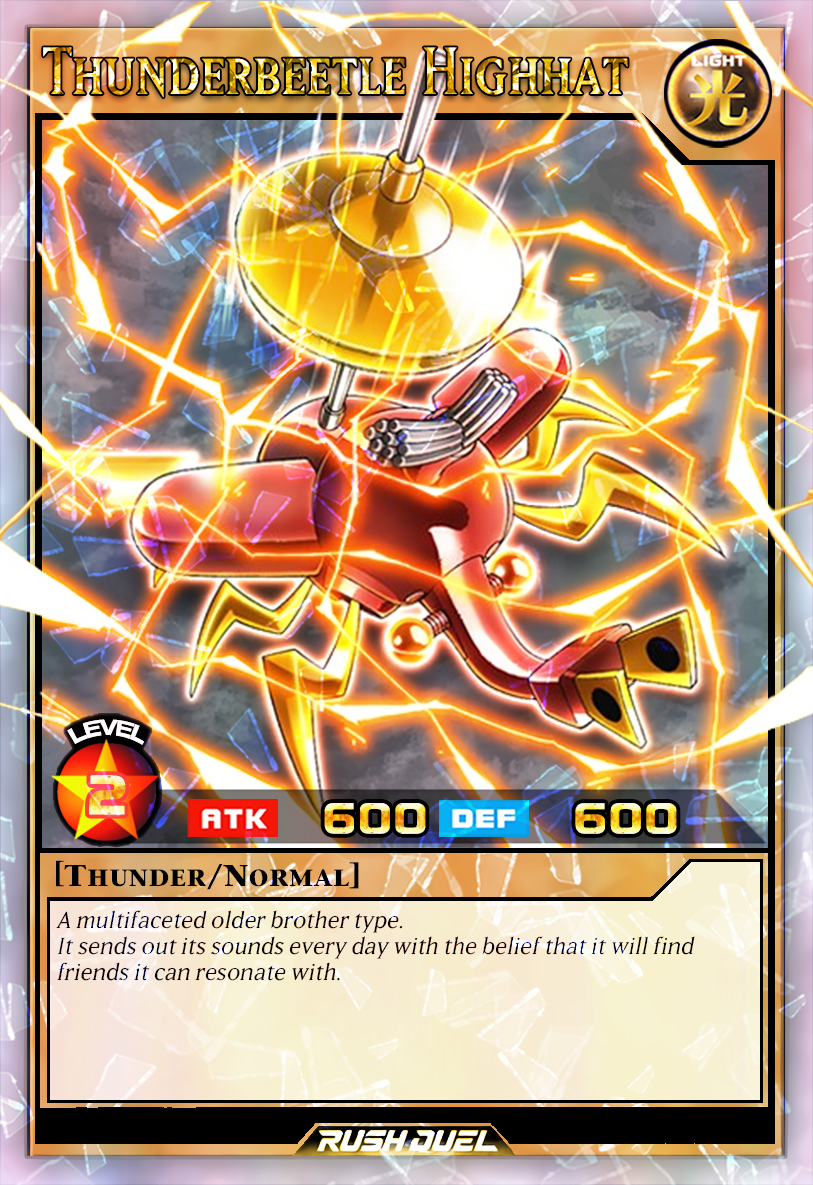 Thunderbeetle Highhat
LIGHT
光
LEVEL
2
ATK 600 DEF 600
[Thunder/Normal]
A multifaceted older brother type.
It sends out its sounds every day with the belief that it will find
friends it can resonate with.
RUSH DUEL